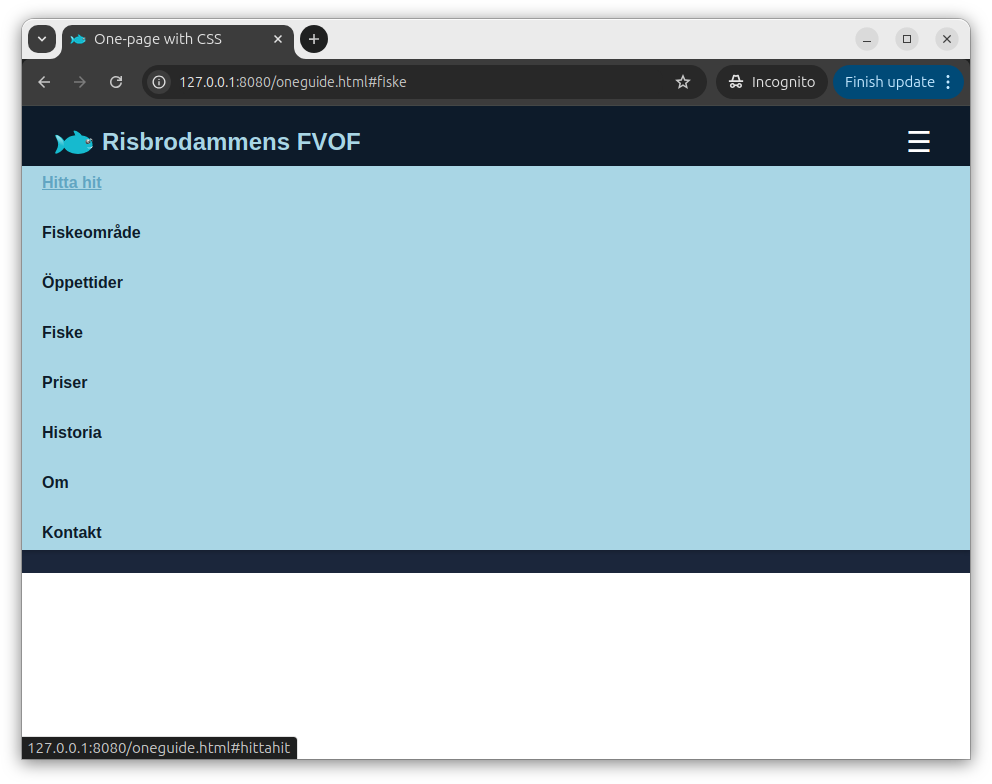 One-page with CSS
127.0.0.1:8080/oneguide.html#fiske
Incognito
Finish update
Risbrodammens FVOF
Hitta hit
Fiskeområde
Öppettider
Fiske
Priser
Historia
Om
Kontakt
127.0.0.1:8080/oneguide.html#hittahit